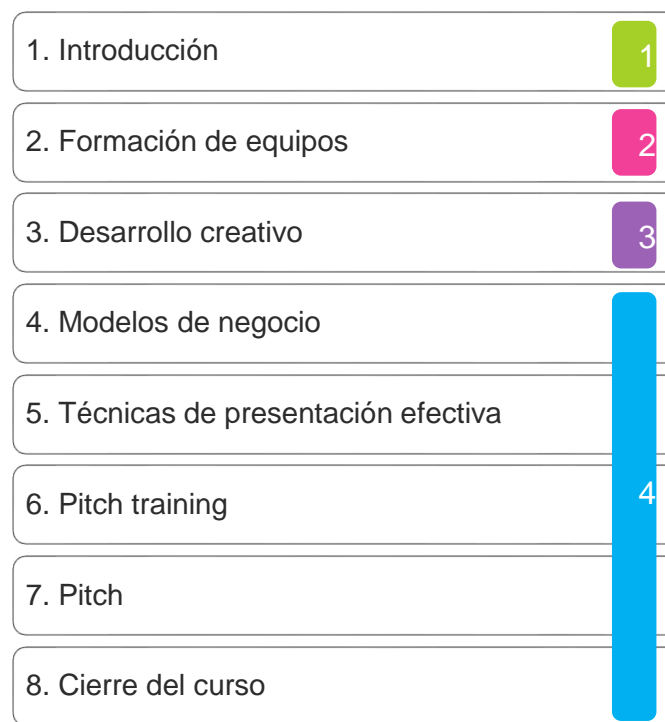 1. Introducción
1
2. Formación de equipos
2
3. Desarrollo creativo
3
4. Modelos de negocio
5. Técnicas de presentación efectiva
6. Pitch training
4
7. Pitch
8. Cierre del curso